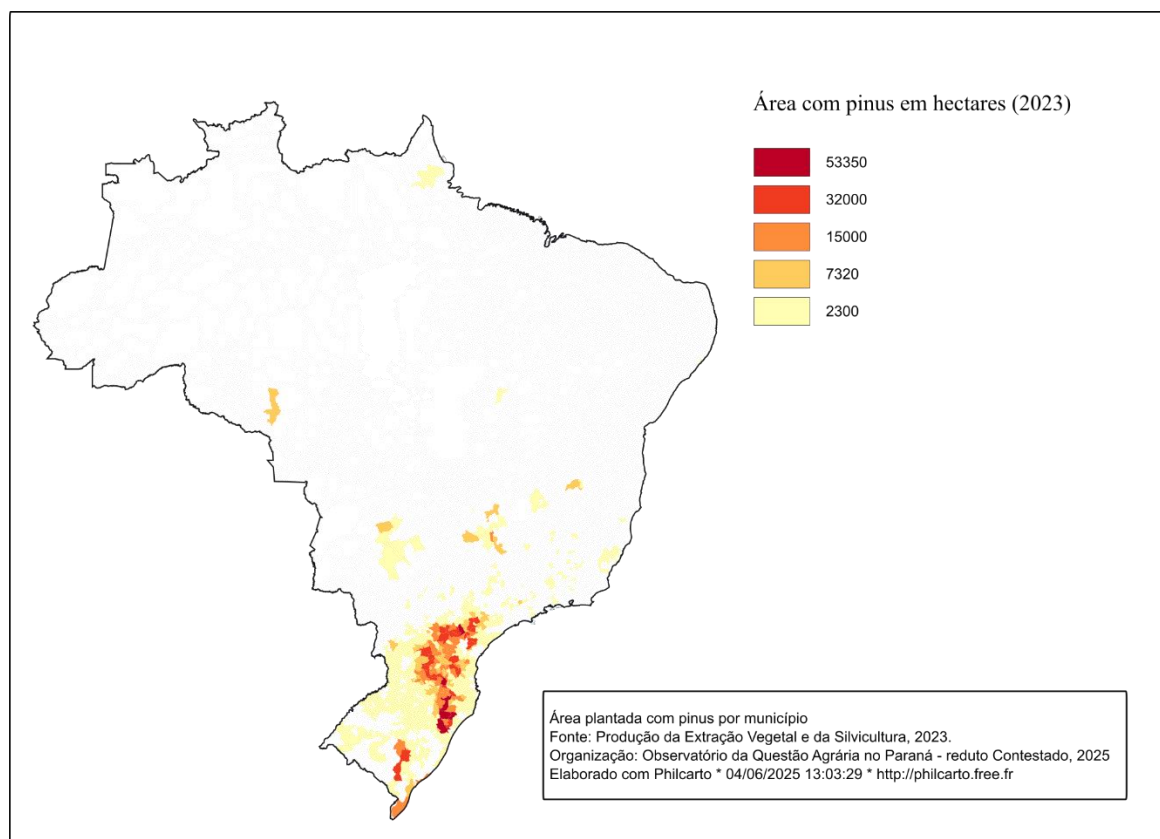 Área com pinus em hectares (2023)
53350
32000
15000
7320
2300
Área plantada com pinus por município
Fonte: Produção da Extração Vegetal e da Silvicultura, 2023.
Organização: Observatório da Questão Agrária no Paraná - reduto Contestado, 2025
Elaborado com Philcarto * 04/06/2025 13:03:29 * http://philcarto.free.fr